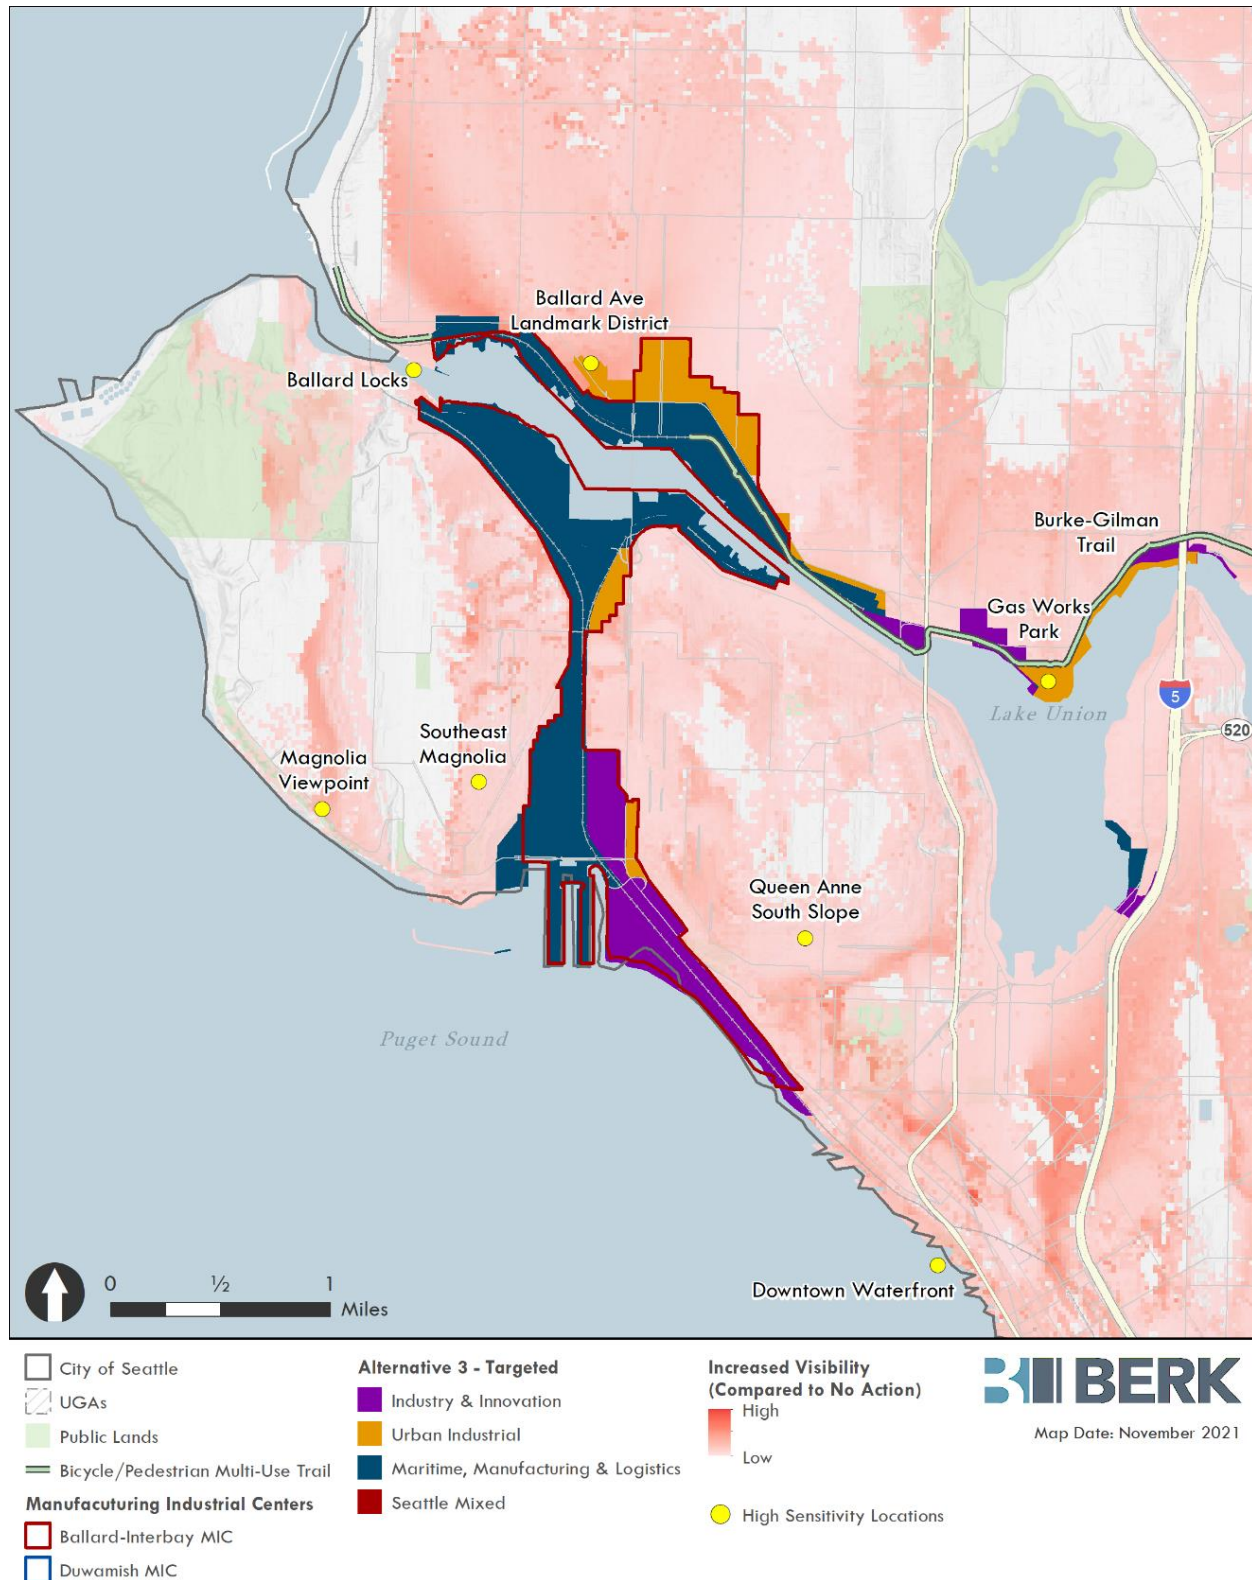 Ballard Ave
Landmark District
Ballard Locks
Burke-Gilman
Trail
Gas Works
Park
Lake Union
5
520
Southeast
Magnolia
Magnolia
Viewpoint
Queen Anne
South Slope
Puget Sound
Downtown Waterfront
0 ½ 1
Miles
City of Seattle
UGAs
Public Lands
Bicycle/Pedestrian Multi-Use Trail
Manufacuturing Industrial Centers
Ballard-Interbay MIC
Duwamish MIC
Alternative 3 - Targeted
Industry & Innovation
Urban Industrial
Maritime, Manufacturing & Logistics
Seattle Mixed
Increased Visibility
(Compared to No Action)
High
Low
High Sensitivity Locations
BERK
Map Date: November 2021